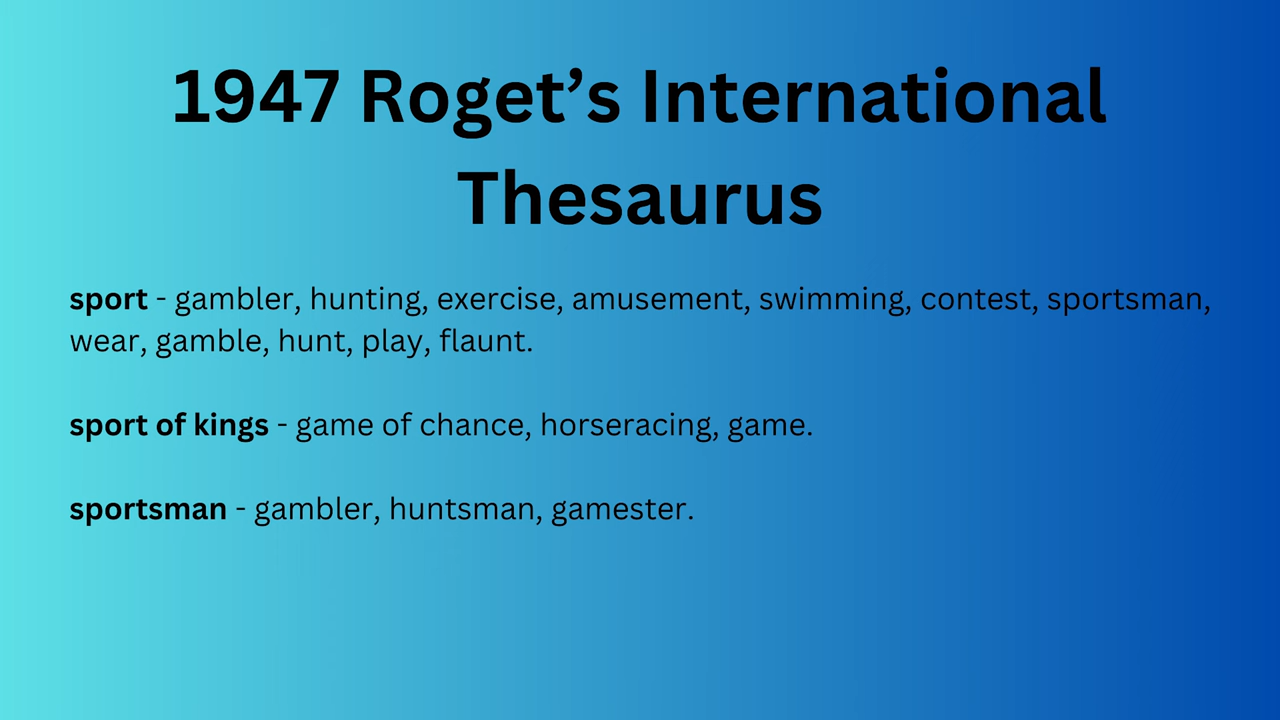 1947 Roget’s International
Thesaurus
sport - gambler, hunting, exercise, amusement, swimming, contest, sportsman,
wear, gamble, hunt, play, flaunt.
sport of kings - game of chance, horseracing, game.
sportsman - gambler, huntsman, gamester.